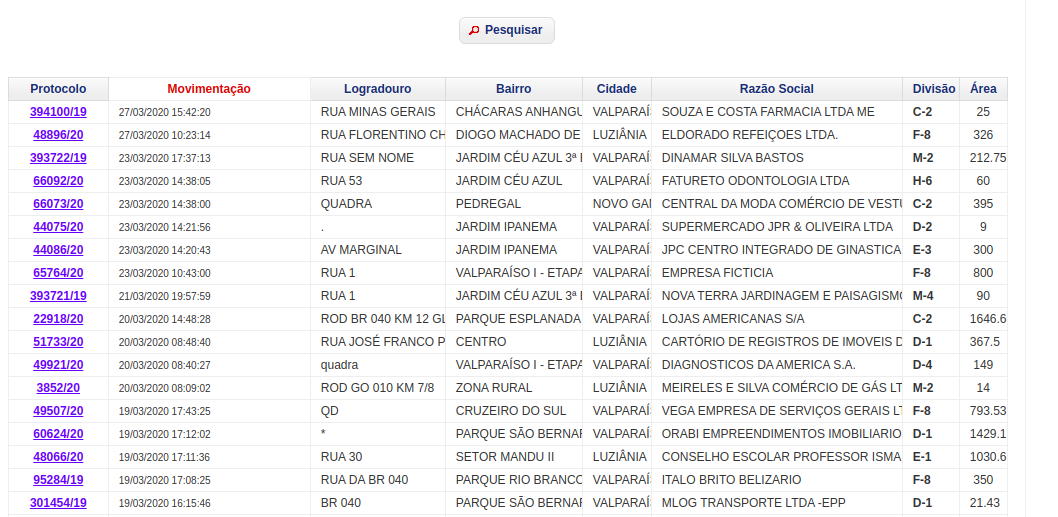 Pesquisar
Protocolo Movimentação Logradouro Bairro Cidade Razão Social Divisão Área
394100/19 27/03/2020 15:42:20 RUA MINAS GERAIS CHÁCARAS ANHANGU VALPARAÍS SOUZA E COSTA FARMACIA LTDA ME C-2 25
48896/20 27/03/2020 10:23:14 RUA FLORENTINO CH DIOGO MACHADO DE LUZIÂNIA ELDORADO REFEIÇOES LTDA. F-8 326
393722/19 23/03/2020 17:37:13 RUA SEM NOME JARDIM CÉU AZUL 3ª E VALPARAÍS DINAMAR SILVA BASTOS M-2 212.75
66092/20 23/03/2020 14:38:05 RUA 53 JARDIM CÉU AZUL VALPARAÍS FATURETO ODONTOLOGIA LTDA H-6 60
66073/20 23/03/2020 14:38:00 QUADRA PEDREGAL NOVO GAM CENTRAL DA MODA COMÉRCIO DE VESTU C-2 395
44075/20 23/03/2020 14:21:56 . JARDIM IPANEMA VALPARAÍS SUPERMERCADO JPR & OLIVEIRA LTDA D-2 9
44086/20 23/03/2020 14:20:43 AV MARGINAL JARDIM IPANEMA VALPARAÍS JPC CENTRO INTEGRADO DE GINASTICA E-3 300
65764/20 23/03/2020 10:43:00 RUA 1 VALPARAÍSO I - ETAPA VALPARAÍS EMPRESA FICTICIA F-8 800
393721/19 21/03/2020 19:57:59 RUA 1 JARDIM CÉU AZUL 3ª E VALPARAÍS NOVA TERRA JARDINAGEM E PAISAGISMO M-4 90
22918/20 20/03/2020 14:48:28 ROD BR 040 KM 12 GL PARQUE ESPLANADA VALPARAÍS LOJAS AMERICANAS S/A C-2 1646.6
51733/20 20/03/2020 08:48:40 RUA JOSÉ FRANCO P CENTRO LUZIÂNIA CARTÓRIO DE REGISTROS DE IMOVEIS D D-1 367.5
49921/20 20/03/2020 08:40:27 quadra VALPARAÍSO I - ETAPA VALPARAÍS DIAGNOSTICOS DA AMERICA S.A. D-4 149
3852/20 20/03/2020 08:09:02 ROD GO 010 KM 7/8 ZONA RURAL LUZIÂNIA MEIRELES E SILVA COMÉRCIO DE GÁS LT M-2 14
49507/20 19/03/2020 17:43:25 QD CRUZEIRO DO SUL VALPARAÍS VEGA EMPRESA DE SERVIÇOS GERAIS LT F-8 793.53
60624/20 19/03/2020 17:12:02 * PARQUE SÃO BERNAR VALPARAÍS ORABI EMPREENDIMENTOS IMOBILIARIO D-1 1429.1
48066/20 19/03/2020 17:11:36 RUA 30 SETOR MANDU II LUZIÂNIA CONSELHO ESCOLAR PROFESSOR ISMA E-1 1030.6
95284/19 19/03/2020 17:08:25 RUA DA BR 040 PARQUE RIO BRANCO VALPARAÍS ITALO BRITO BELIZARIO F-8 350
301454/19 19/03/2020 16:15:46 BR 040 PARQUE SÃO BERNAR VALPARAÍS MLOG TRANSPORTE LTDA -EPP D-1 21.43